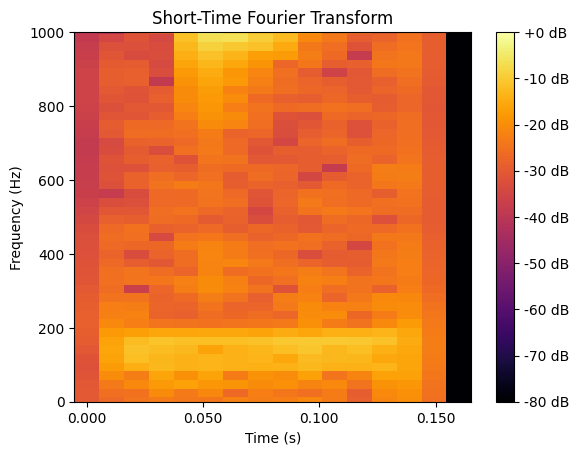 Short-Time Fourier Transform
Frequency (Hz)
1000
800
600
400
200
0
0.000
0.050
0.100
0.150
Time (s)
+0 dB
-10 dB
-20 dB
-30 dB
-40 dB
-50 dB
-60 dB
-70 dB
-80 dB